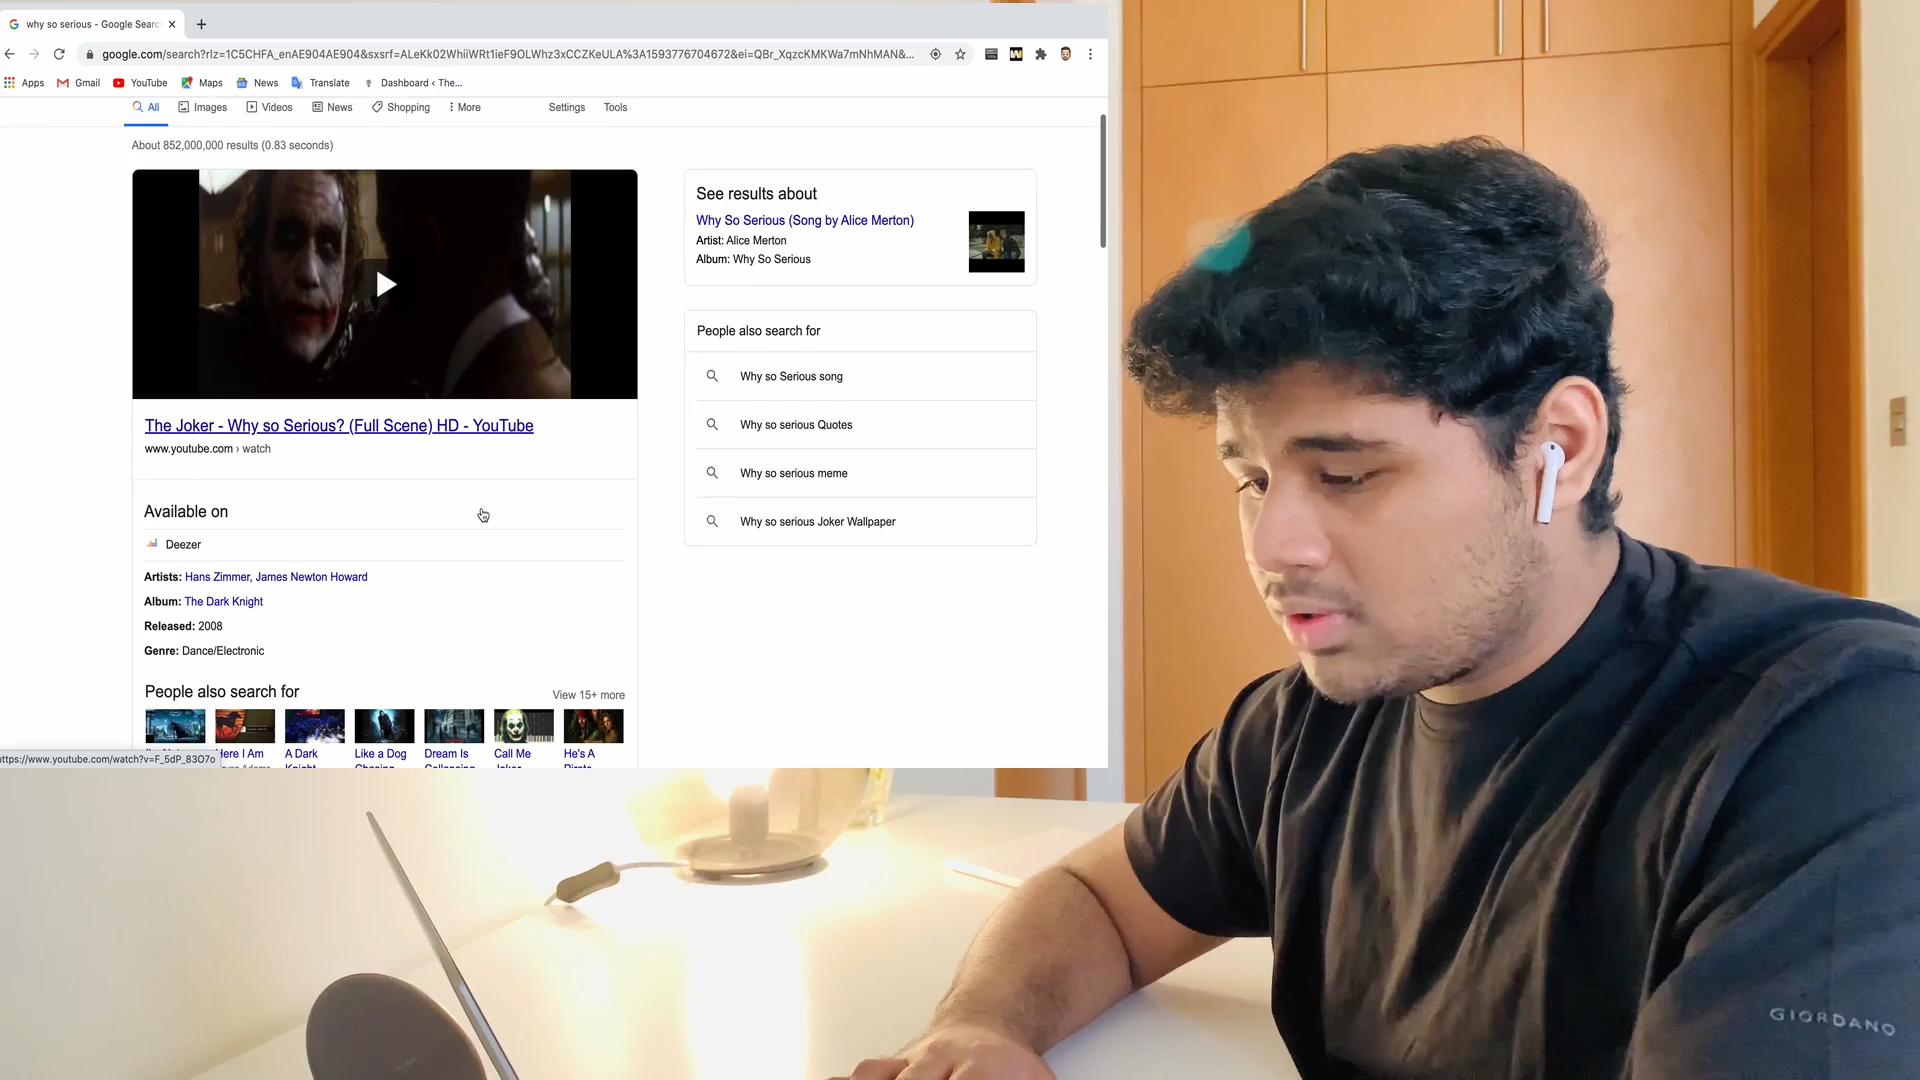 why so serious - Google Searc
google.com/search?rlz=1C5CHFA_enAE904AE904&sxsrf=ALeKk02WhiiWRt1ieF9OLWhz3xCCZKeULA%3A1593776704672&ei=QBr_XqzcKMKWa7mNhMAN&...
Apps Gmail YouTube Maps News Translate Dashboard ‹ The...
All Images Videos News Shopping More Settings Tools
About 852,000,000 results (0.83 seconds)
The Joker - Why so Serious? (Full Scene) HD - YouTube
www.youtube.com › watch
Available on
Deezer
Artists: Hans Zimmer, James Newton Howard
Album: The Dark Knight
Released: 2008
Genre: Dance/Electronic
People also search for
View 15+ more
Here I Am
A Dark
Knight
Like a Dog
Chasing
Dream Is
Collapsing
Call Me
Joker
He's A
Pirate
https://www.youtube.com/watch?v=F_5dP_83O7o
See results about
Why So Serious (Song by Alice Merton)
Artist: Alice Merton
Album: Why So Serious
People also search for
Why so Serious song
Why so serious Quotes
Why so serious meme
Why so serious Joker Wallpaper
GIORDANO